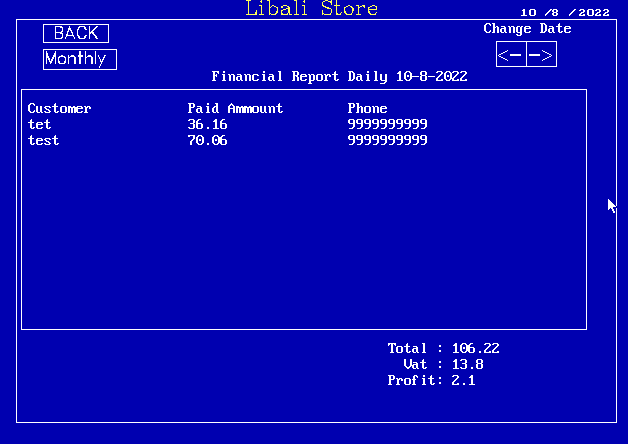 Libali Store
10 /8 /2022
BACK
Change Date
Monthly
<− −>
Financial Report Daily 10-8-2022
Customer Paid Ammount Phone
tet 36.16 9999999999
test 70.06 9999999999
Total : 106.22
Vat : 13.8
Profit: 2.1